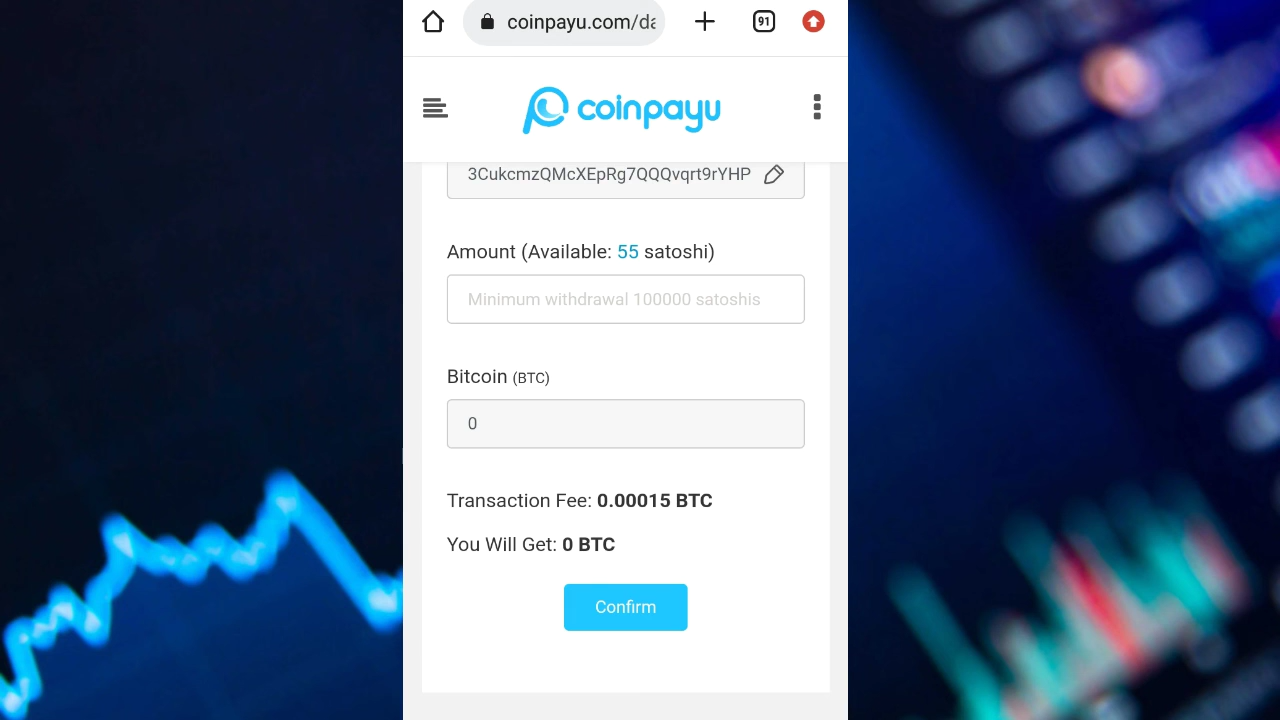 coinpayu.com/da
91
coinpayu
3CukcmzQMcXEpRg7QQQvqrt9rYHP
Amount (Available: 55 satoshi)
Minimum withdrawal 100000 satoshis
Bitcoin (BTC)
0
Transaction Fee: 0.00015 BTC
You Will Get: 0 BTC
Confirm